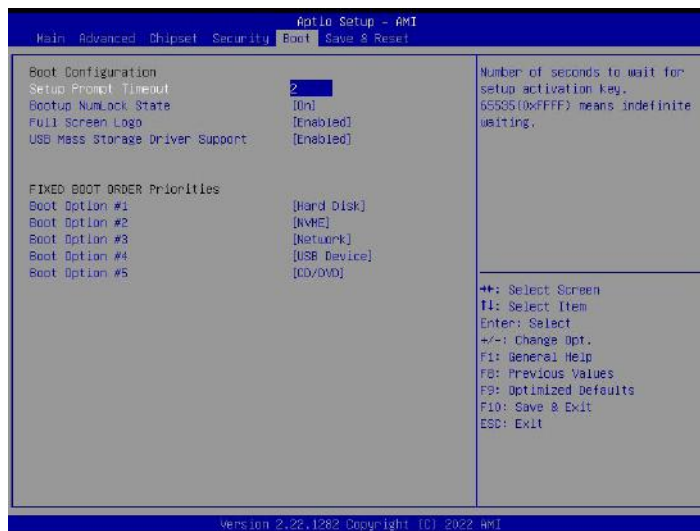 Aptio Setup - AMI
Main Advanced Chipset Security Boot Save & Reset
Boot Configuration
Setup Prompt Timeout 2
Bootup NumLock State [On]
Full Screen Logo [Enabled]
USB Mass Storage Driver Support [Enabled]
FIXED BOOT ORDER Priorities
Boot Option #1 [Hard Disk]
Boot Option #2 [NVME]
Boot Option #3 [Network]
Boot Option #4 [USB Device]
Boot Option #5 [CD/DVD]
Number of seconds to wait for
setup activation key.
65535(0xFFFF) means indefinite
waiting.
→←: Select Screen
↑↓: Select Item
Enter: Select
+/-: Change Opt.
F1: General Help
F8: Previous Values
F9: Optimized Defaults
F10: Save & Exit
ESC: Exit
Version 2.22.1282 Copyright (C) 2022 AMI